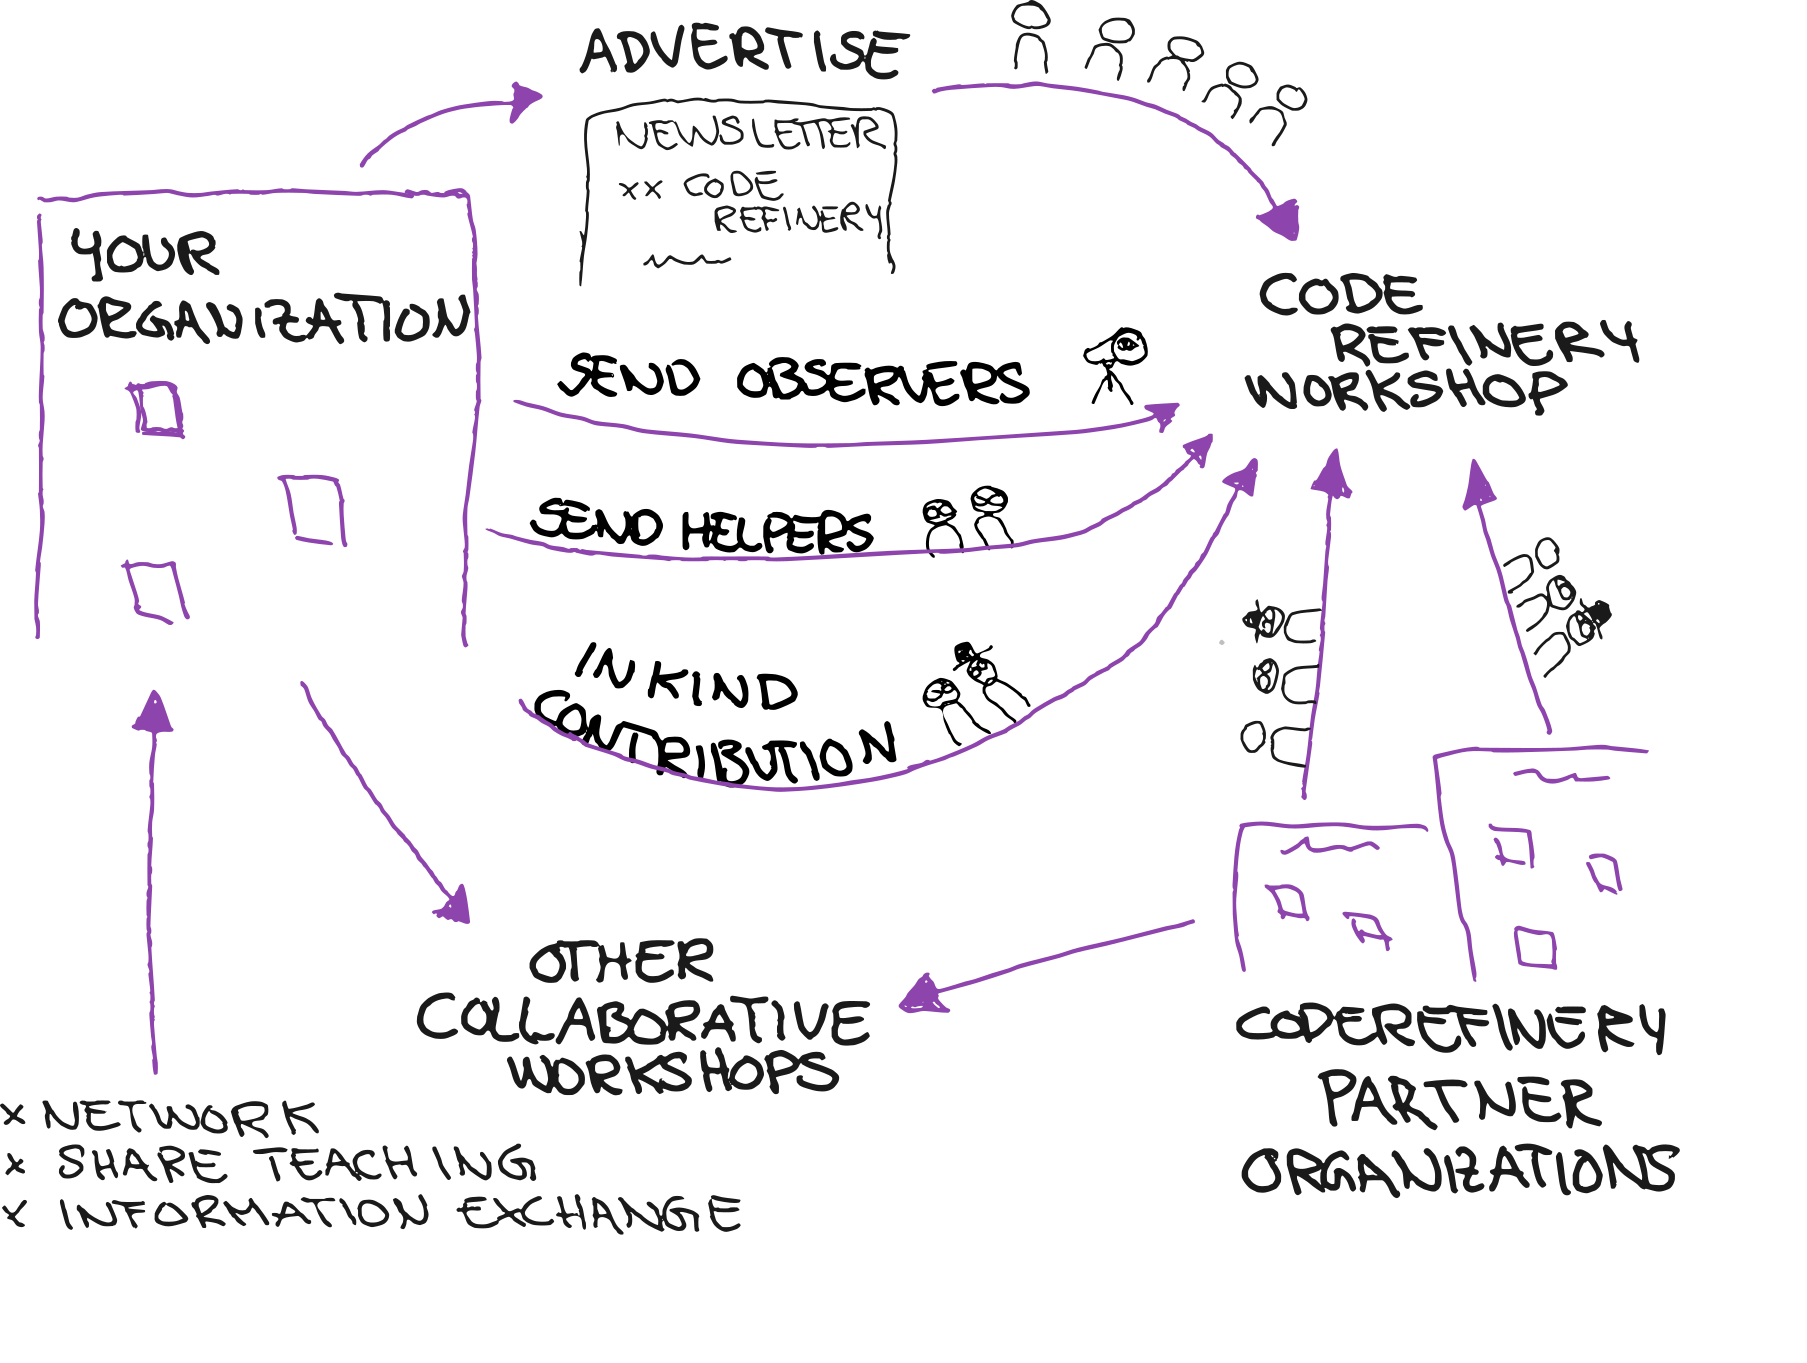 ADVERTISE
NEWSLETTER
xx CODE
REFINERY
YOUR
ORGANIZATION
CODE
REFINERY
WORKSHOP
SEND OBSERVERS
SEND HELPERS
IN KIND
CONTRIBUTION
OTHER
COLLABORATIVE
WORKSHOPS
CODEREFINERY
PARTNER
ORGANIZATIONS
x NETWORK
x SHARE TEACHING
x INFORMATION EXCHANGE